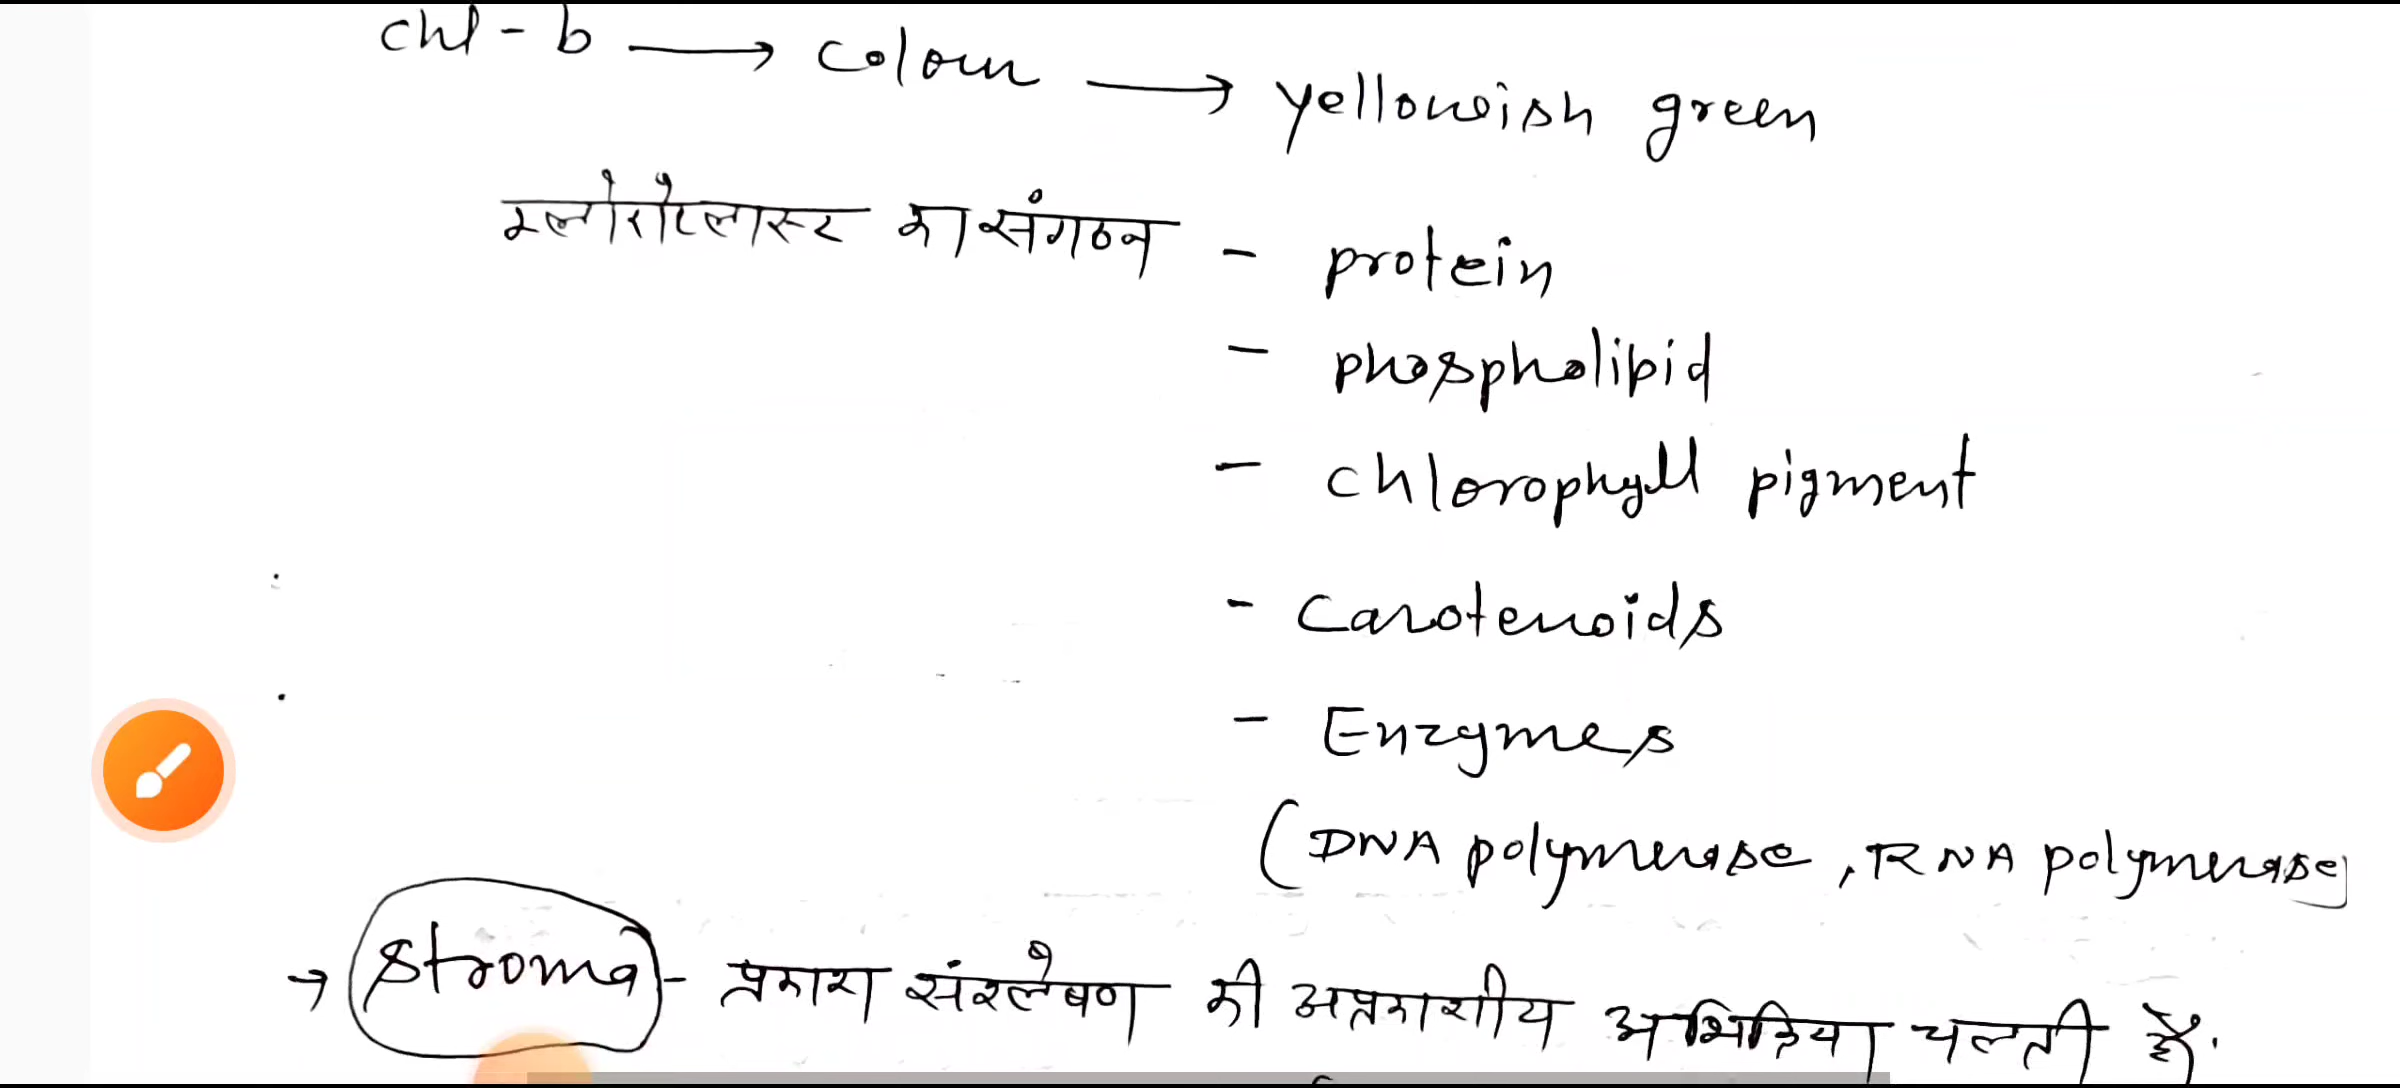 chl - b → colour → yellowish green
क्लोरोप्लास्ट का संगठन - protein
- phospholipid
- chlorophyll pigment
- Carotenoids
- Enzymes
(DNA polymerase, RNA polymerase)
→ Stroma - प्रकाश संश्लेषण की अप्रकाशीय अभिक्रिया चलती है.